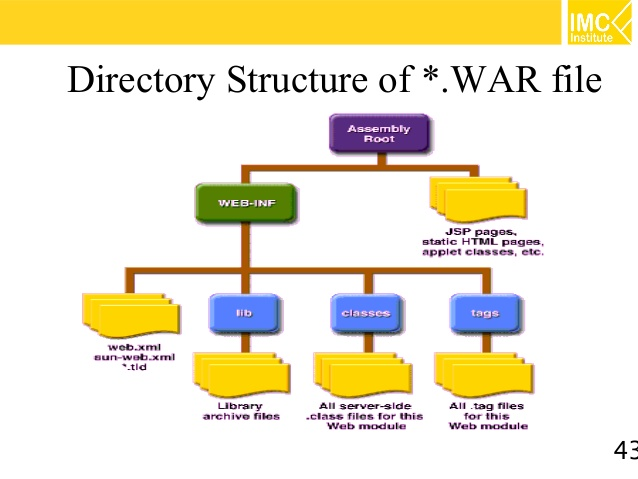 IMC
Institute
Directory Structure of *.WAR file
Assembly
Root
WEB-INF
JSP pages,
static HTML pages,
applet classes, etc.
lib
classes
tags
web.xml
sun-web.xml
*.tld
Library
archive files
All server-side
.class files for this
Web module
All .tag files
for this
Web module
43